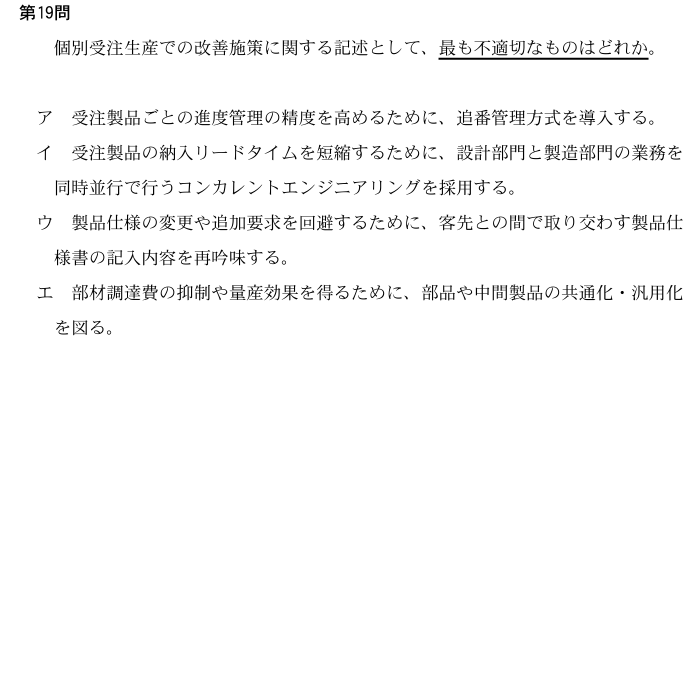 第19問
個別受注生産での改善施策に関する記述として、最も不適切なものはどれか。
ア　受注製品ごとの進度管理の精度を高めるために、追番管理方式を導入する。
イ　受注製品の納入リードタイムを短縮するために、設計部門と製造部門の業務を
同時並行で行うコンカレントエンジニアリングを採用する。
ウ　製品仕様の変更や追加要求を回避するために、客先との間で取り交わす製品仕
様書の記入内容を再吟味する。
エ　部材調達費の抑制や量産効果を得るために、部品や中間製品の共通化・汎用化
を図る。